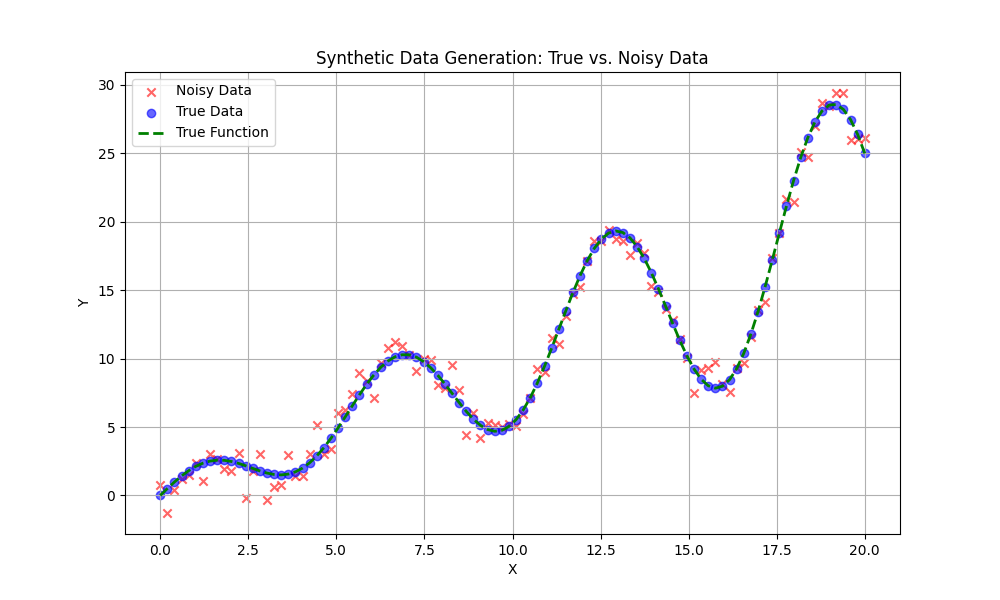 Synthetic Data Generation: True vs. Noisy Data
Noisy Data
True Data
True Function
30
25
20
15
10
5
0
Y
0.0 2.5 5.0 7.5 10.0 12.5 15.0 17.5 20.0
X